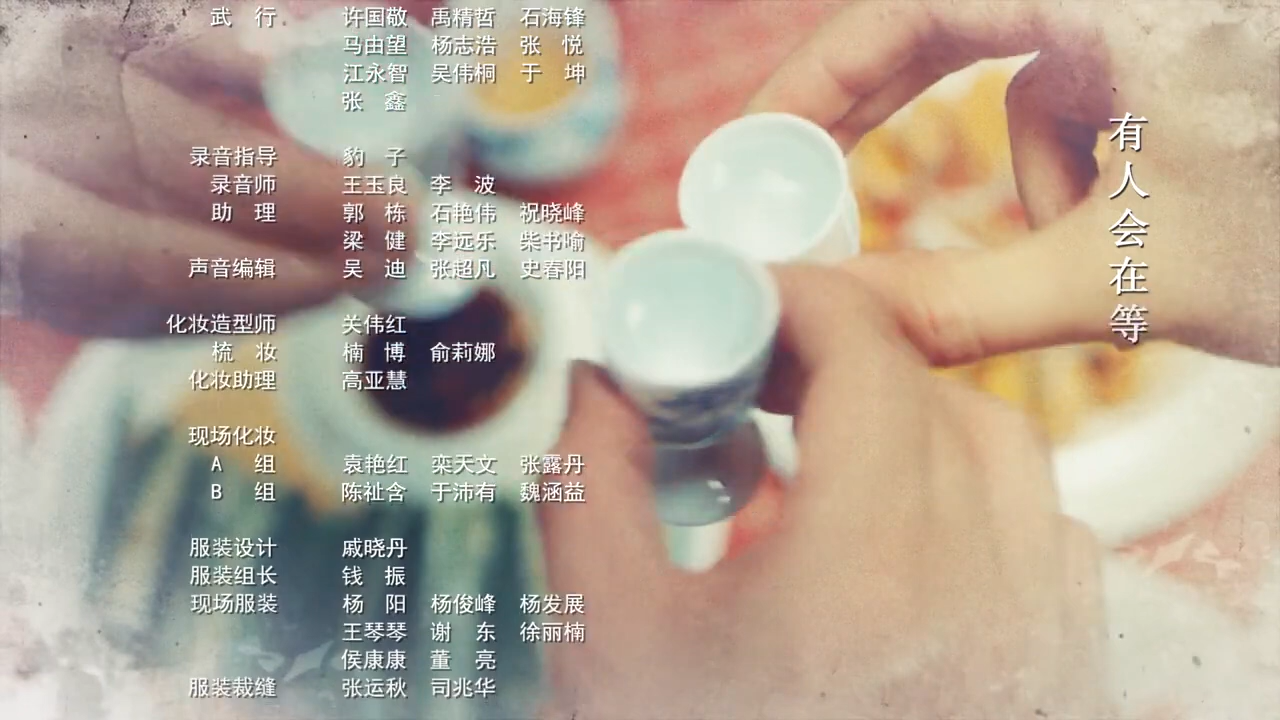 武　行　许国敬　禹精哲　石海锋
马由望　杨志浩　张　悦
江永智　吴伟桐　于　坤
张　鑫
录音指导　豹　子
录音师　王玉良　李　波
助　理　郭　栋　石艳伟　祝晓峰
梁　健　李远乐　柴书喻
声音编辑　吴　迪　张超凡　史春阳
化妆造型师　关伟红
梳　妆　楠　博　俞莉娜
化妆助理　高亚慧
现场化妆
A　组　袁艳红　栾天文　张露丹
B　组　陈祉含　于沛有　魏涵益
服装设计　戚晓丹
服装组长　钱　振
现场服装　杨　阳　杨俊峰　杨发展
王琴琴　谢　东　徐丽楠
侯康康　董　亮
服装裁缝　张运秋　司兆华
有人会在等